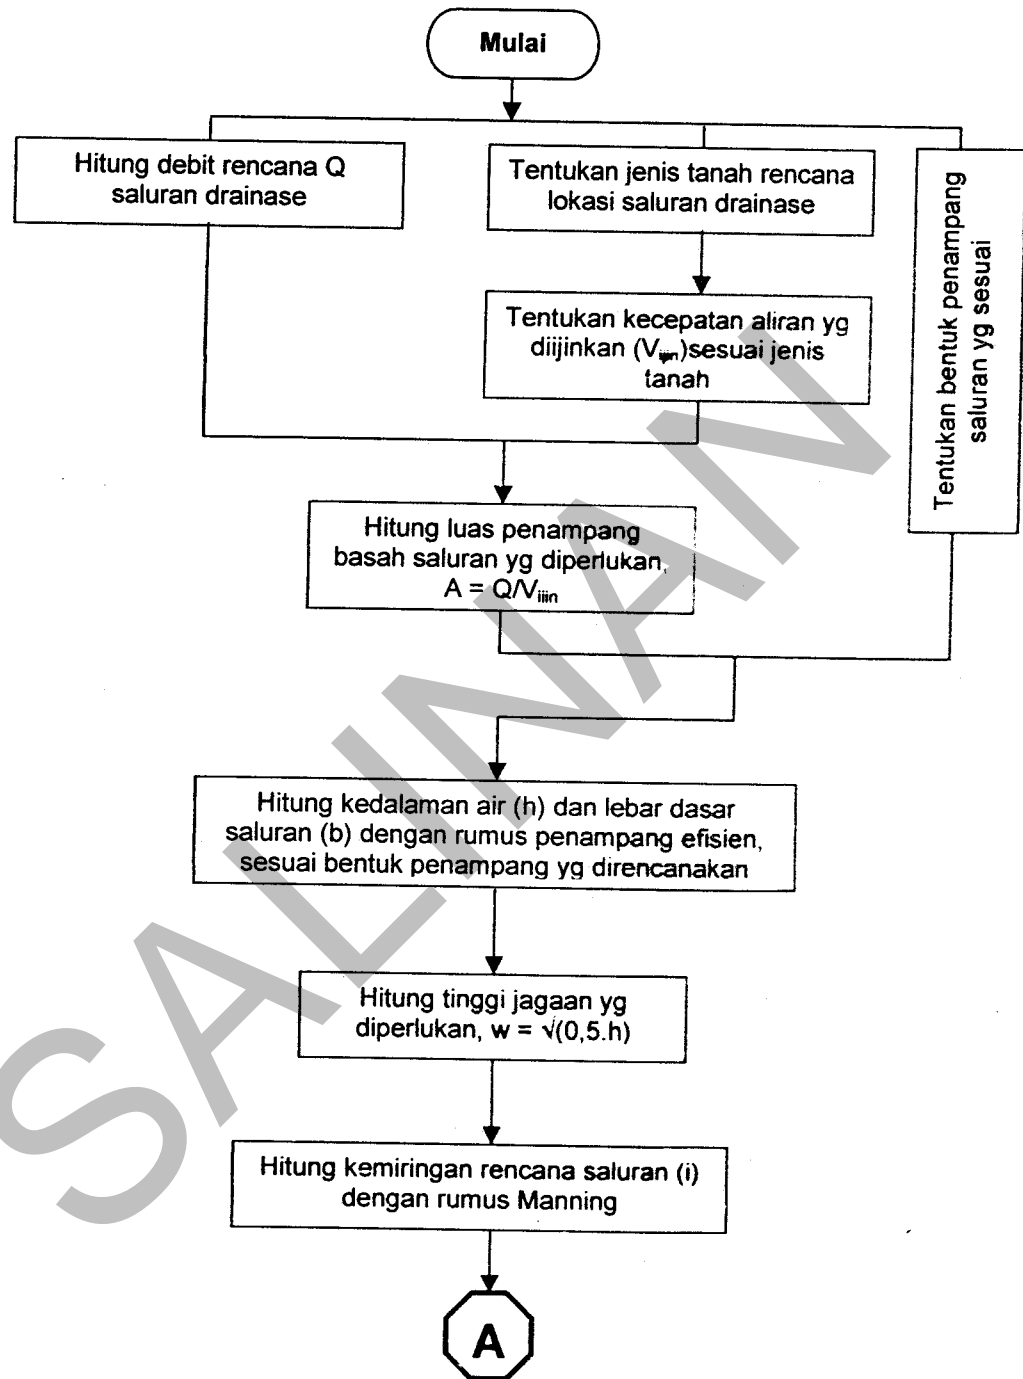 Mulai
Hitung debit rencana Q
saluran drainase
Tentukan jenis tanah rencana
lokasi saluran drainase
Tentukan bentuk penampang
saluran yg sesuai
Tentukan kecepatan aliran yg
diijinkan (Vijin)sesuai jenis
tanah
Hitung luas penampang
basah saluran yg diperlukan,
A = Q/Vijin
Hitung kedalaman air (h) dan lebar dasar
saluran (b) dengan rumus penampang efisien,
sesuai bentuk penampang yg direncanakan
Hitung tinggi jagaan yg
diperlukan, w = √(0,5.h)
Hitung kemiringan rencana saluran (i)
dengan rumus Manning
A
SALINAN